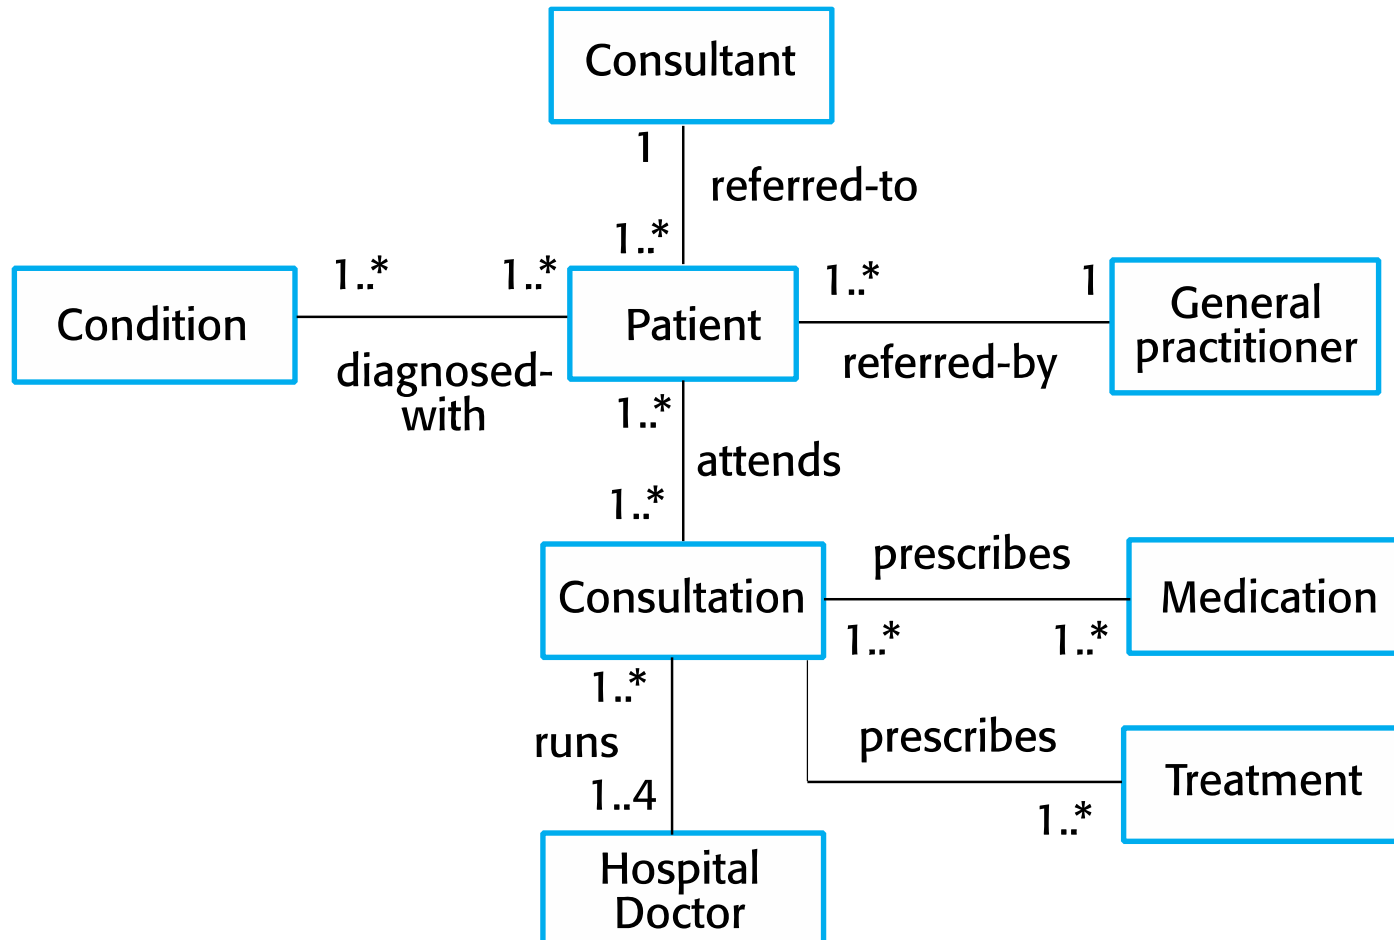 Consultant
1
referred-to
1..*
1..*
1..*
1..*
1
Condition
Patient
General
practitioner
diagnosed-
with
referred-by
1..*
attends
1..*
prescribes
Consultation
Medication
1..*
1..*
1..*
runs
prescribes
1..4
Treatment
1..*
Hospital
Doctor